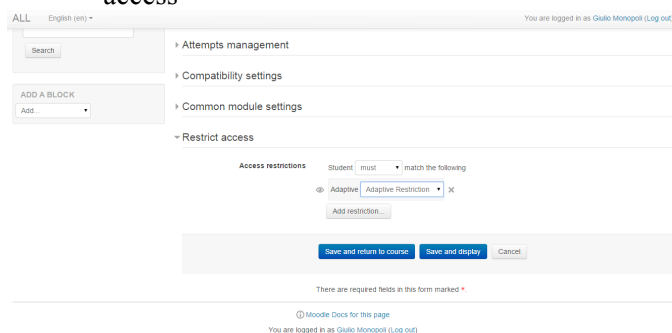 access
ALL English (en) You are logged in as Giulio Monopoli (Log out)
Search
Attempts management
Compatibility settings
ADD A BLOCK
Add...
Common module settings
Restrict access
Access restrictions Student must match the following
Adaptive Adaptive Restriction
Add restriction...
Save and return to course Save and display Cancel
There are required fields in this form marked *.
Moodle Docs for this page
You are logged in as Giulio Monopoli (Log out)